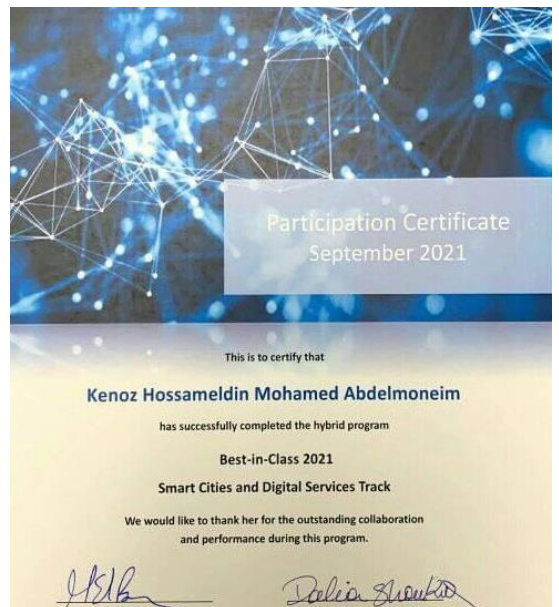 Participation Certificate
September 2021
This is to certify that
Kenoz Hossameldin Mohamed Abdelmoneim
has successfully completed the hybrid program
Best-in-Class 2021
Smart Cities and Digital Services Track
We would like to thank her for the outstanding collaboration
and performance during this program.
Dalia Shoukry